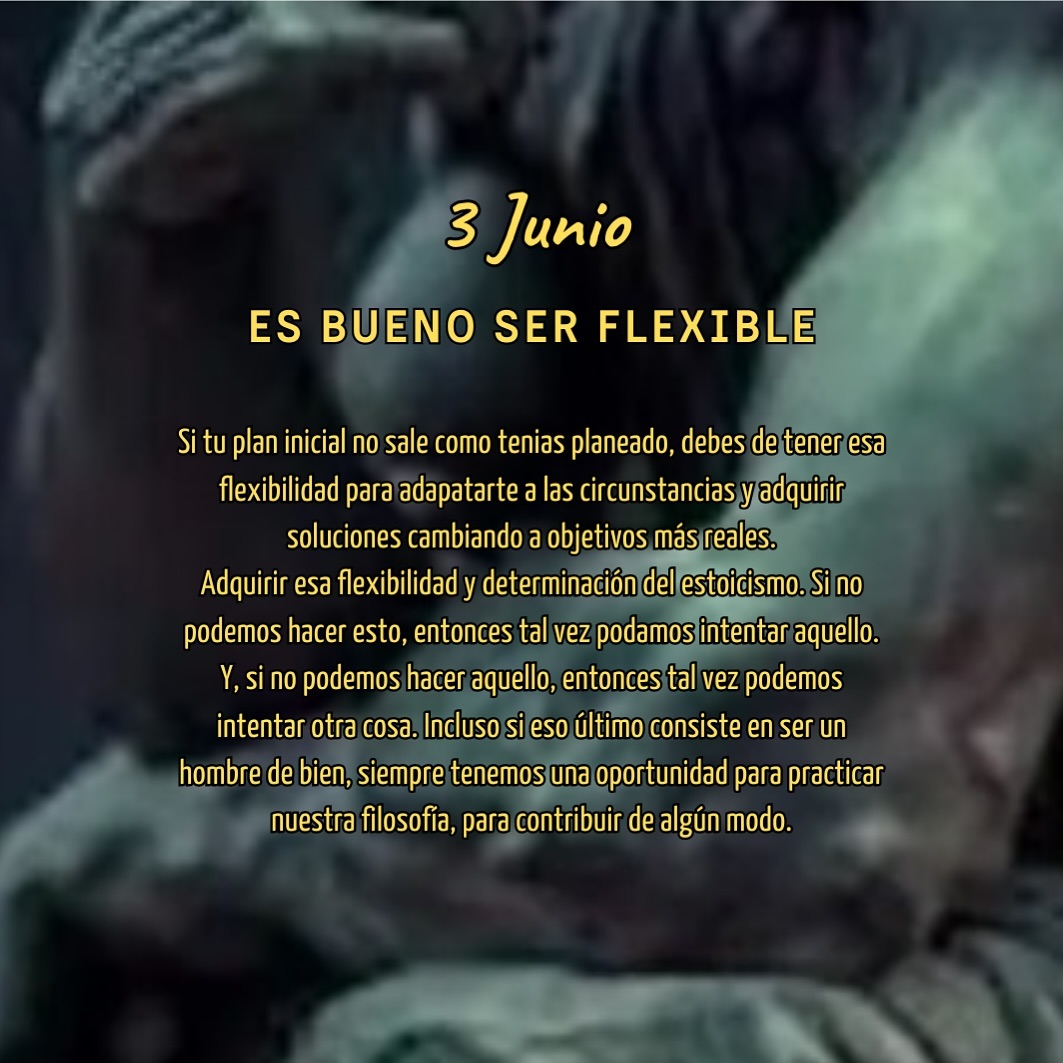 3 Junio
ES BUENO SER FLEXIBLE
Si tu plan inicial no sale como tenias planeado, debes de tener esa
flexibilidad para adapatarte a las circunstancias y adquirir
soluciones cambiando a objetivos más reales.
Adquirir esa flexibilidad y determinación del estoicismo. Si no
podemos hacer esto, entonces tal vez podamos intentar aquello.
Y, si no podemos hacer aquello, entonces tal vez podemos
intentar otra cosa. Incluso si eso último consiste en ser un
hombre de bien, siempre tenemos una oportunidad para practicar
nuestra filosofía, para contribuir de algún modo.